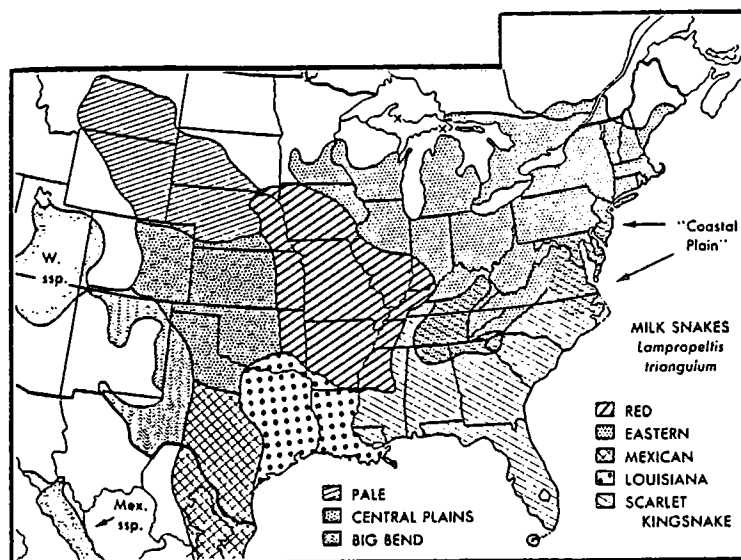 "Coastal
Plain"
W.
ssp.
MILK SNAKES
Lampropeltis
triangulum
RED
EASTERN
MEXICAN
LOUISIANA
SCARLET
KINGSNAKE
PALE
CENTRAL PLAINS
BIG BEND
Mex.
ssp.